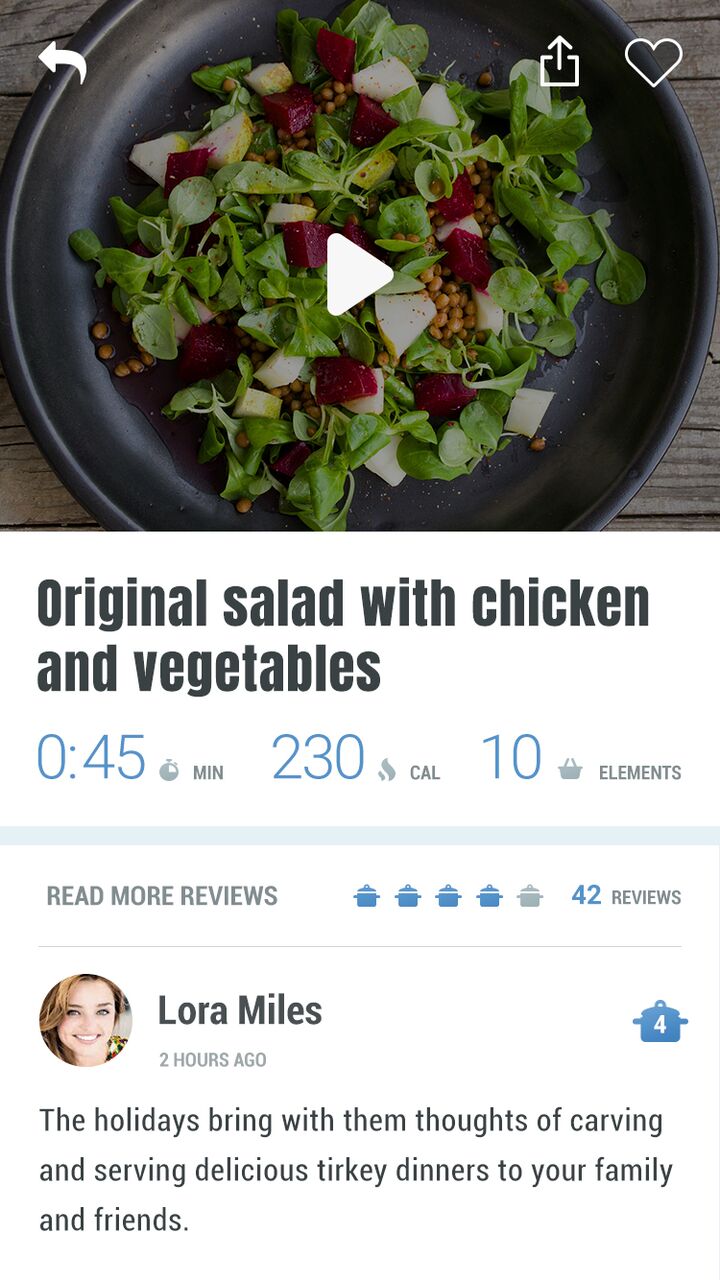 Original salad with chicken
and vegetables
0:45 MIN 230 CAL 10 ELEMENTS
READ MORE REVIEWS 42 REVIEWS
Lora Miles
4
2 HOURS AGO
The holidays bring with them thoughts of carving
and serving delicious tirkey dinners to your family
and friends.